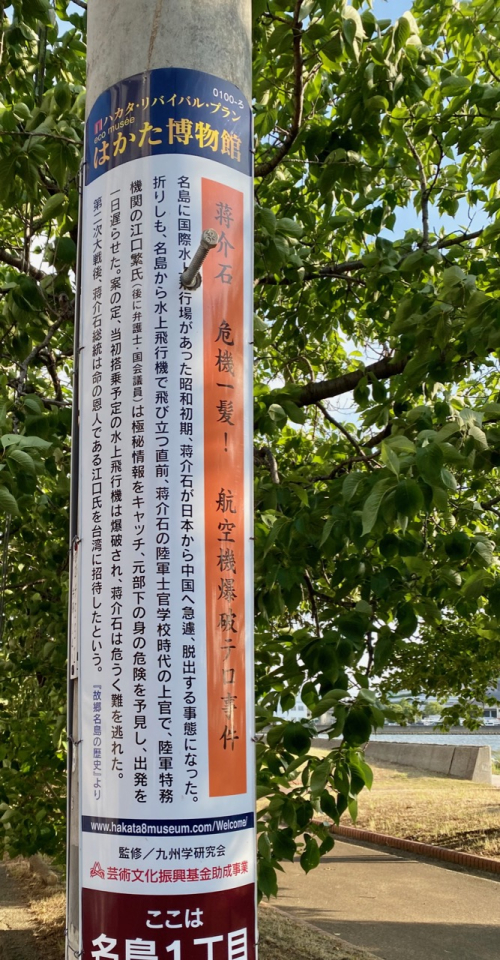 0100-ろ
ハカタ・リバイバル・プラン
eco musée
はかた博物館
蒋介石 危機一髪! 航空機爆破テロ事件
名島に国際水上飛行場があった昭和初期、蒋介石が日本から中国へ急遽、脱出する事態になった。
折りしも、名島から水上飛行機で飛び立つ直前、蒋介石の陸軍士官学校時代の上官で、陸軍特務
機関の江口繁氏(後に弁護士・国会議員)は極秘情報をキャッチ、元部下の身の危険を予見し、出発を
一日遅らせた。案の定、当初搭乗予定の水上飛行機は爆破され、蒋介石は危うく難を逃れた。
第二次大戦後、蒋介石総統は命の恩人である江口氏を台湾に招待したという。 『故郷名島の歴史』より
www.hakata8museum.com/Welcome/
監修/九州学研究会
芸術文化振興基金助成事業
ここは
名島1丁目